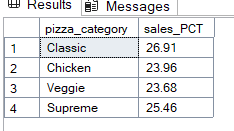 Results Messages
pizza_category sales_PCT
1 Classic 26.91
2 Chicken 23.96
3 Veggie 23.68
4 Supreme 25.46